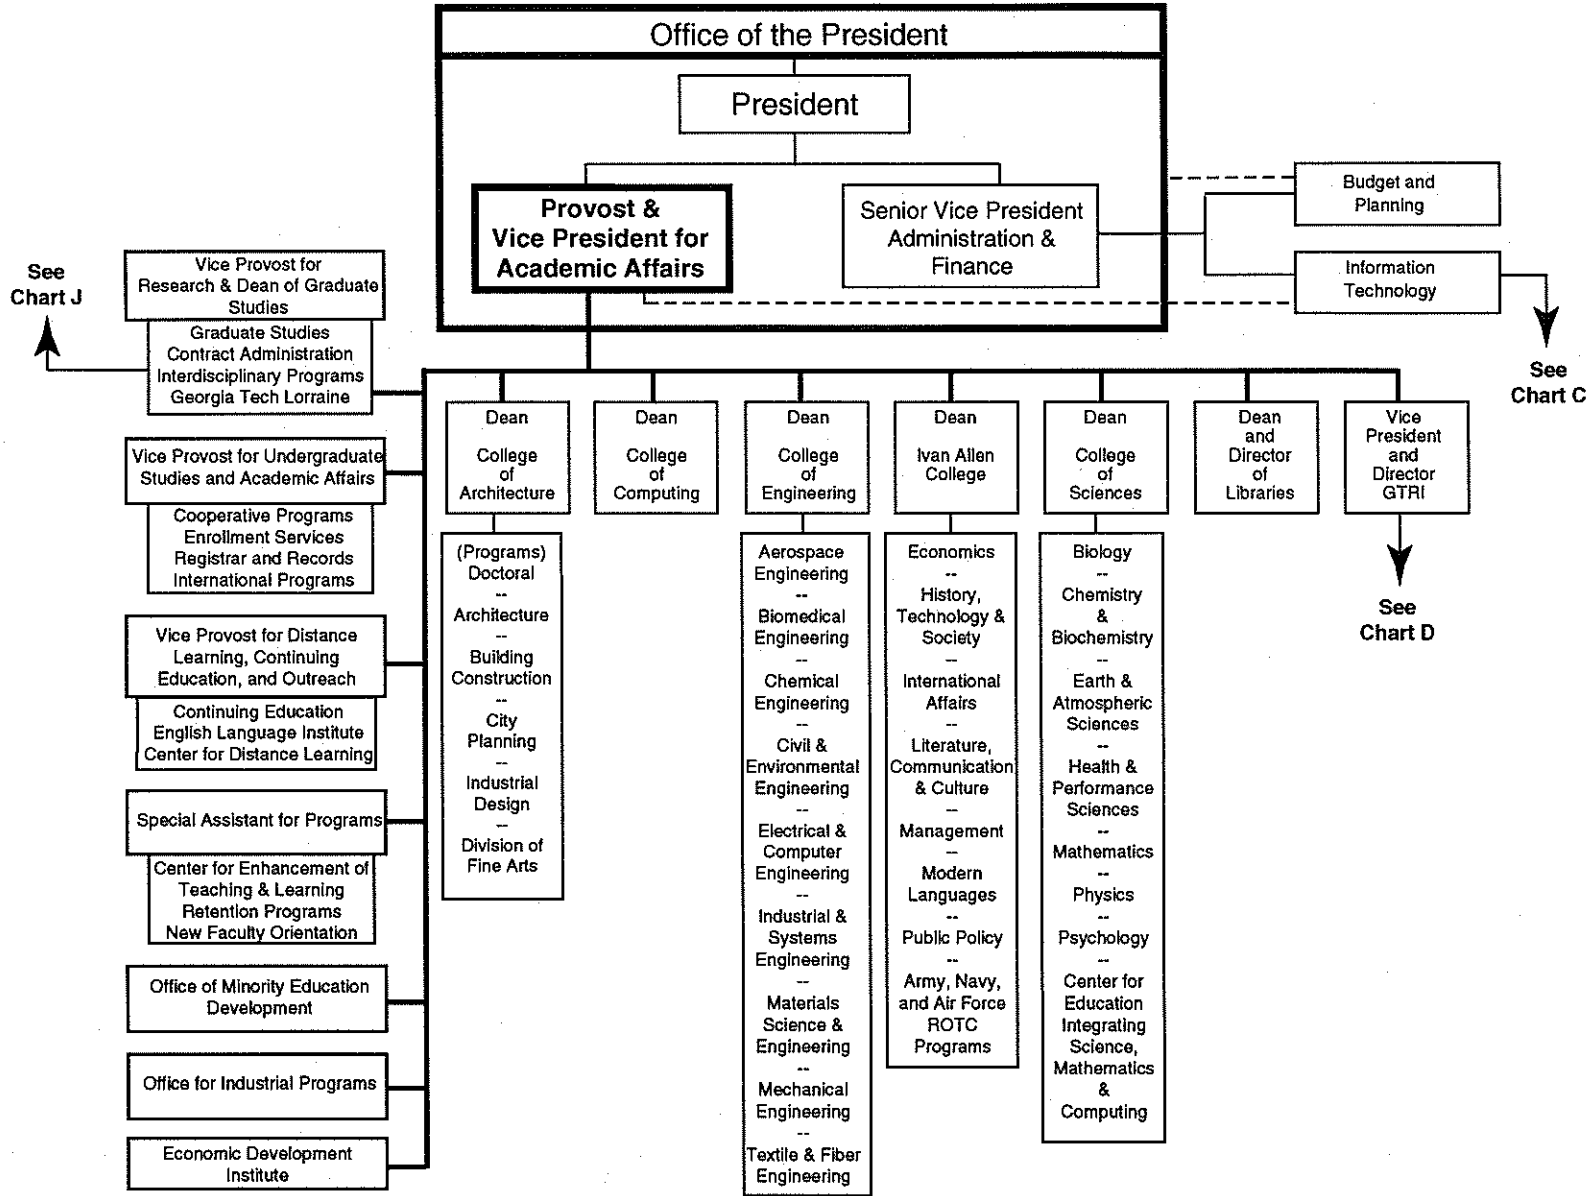 Office of the President
President
Provost &
Vice President for
Academic Affairs
Senior Vice President
Administration &
Finance
Budget and
Planning
Information
Technology
See
Chart C
See
Chart J
Vice Provost for
Research & Dean of Graduate
Studies
Graduate Studies
Contract Administration
Interdisciplinary Programs
Georgia Tech Lorraine
Vice Provost for Undergraduate
Studies and Academic Affairs
Cooperative Programs
Enrollment Services
Registrar and Records
International Programs
Vice Provost for Distance
Learning, Continuing
Education, and Outreach
Continuing Education
English Language Institute
Center for Distance Learning
Special Assistant for Programs
Center for Enhancement of
Teaching & Learning
Retention Programs
New Faculty Orientation
Office of Minority Education
Development
Office for Industrial Programs
Economic Development
Institute
Dean
College
of
Architecture
(Programs)
Doctoral
--
Architecture
--
Building
Construction
--
City
Planning
--
Industrial
Design
--
Division of
Fine Arts
Dean
College
of
Computing
Dean
College
of
Engineering
Aerospace
Engineering
--
Biomedical
Engineering
--
Chemical
Engineering
--
Civil &
Environmental
Engineering
--
Electrical &
Computer
Engineering
--
Industrial &
Systems
Engineering
--
Materials
Science &
Engineering
--
Mechanical
Engineering
--
Textile & Fiber
Engineering
Dean
Ivan Allen
College
Economics
--
History,
Technology &
Society
--
International
Affairs
--
Literature,
Communication
& Culture
--
Management
--
Modern
Languages
--
Public Policy
--
Army, Navy,
and Air Force
ROTC
Programs
Dean
College
of
Sciences
Biology
--
Chemistry
&
Biochemistry
--
Earth &
Atmospheric
Sciences
--
Health &
Performance
Sciences
--
Mathematics
--
Physics
--
Psychology
--
Center for
Education
Integrating
Science,
Mathematics
&
Computing
Dean
and
Director
of
Libraries
Vice
President
and
Director
GTRI
See
Chart D